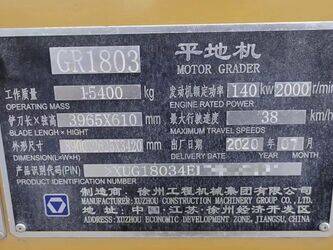 GR1803 平地机
MOTOR GRADER
工作质量 15400 kg 发动机额定功率 140 kw 2000 r/min
OPERATING MASS ENGINE RATED POWER
铲刀长×弦高 3965X610 mm 最大行驶速度 38 km/h
BLADE LENGH×HIGHT MAXIMUM TRAVEL SPEEDS
外形尺寸 mm 出厂日期 2020 年 07 月
DIMENSION(L×W×H)
产品识别代码(PIN) XUG18034E
PRODUCT IDENTIFICATION NUMBER
制造商:徐州工程机械集团有限公司
MANUFACTURER: XUZHOU CONSTRUCTION MACHINERY GROUP CO., LTD.
地址:中国·江苏·徐州经济开发区
ADDRESS: XUZHOU ECONOMIC DEVELOPMENT ZONE, JIANGSU, CHINA